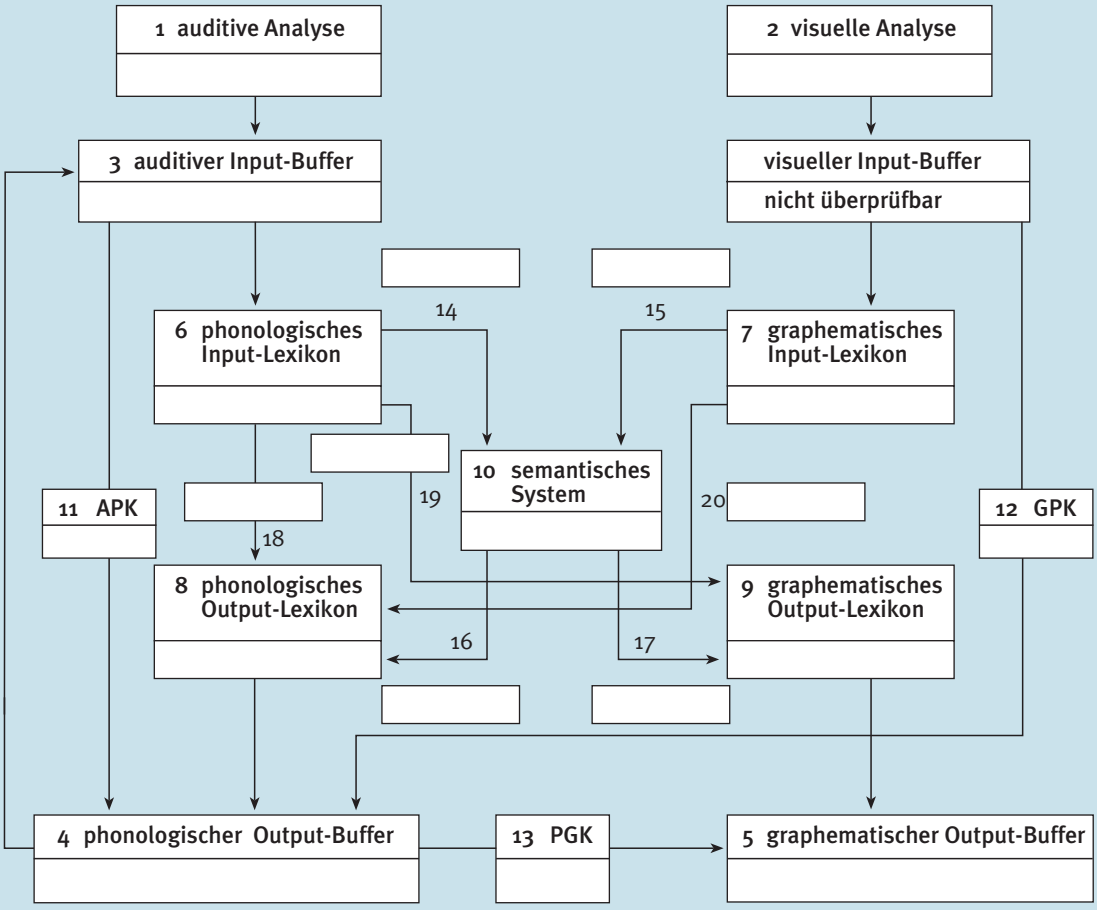 1 auditive Analyse
2 visuelle Analyse
3 auditiver Input-Buffer
visueller Input-Buffer
nicht überprüfbar
14
15
6 phonologisches
Input-Lexikon
7 graphematisches
Input-Lexikon
10 semantisches
System
19
20
11 APK
12 GPK
18
8 phonologisches
Output-Lexikon
9 graphematisches
Output-Lexikon
16
17
4 phonologischer Output-Buffer
13 PGK
5 graphematischer Output-Buffer